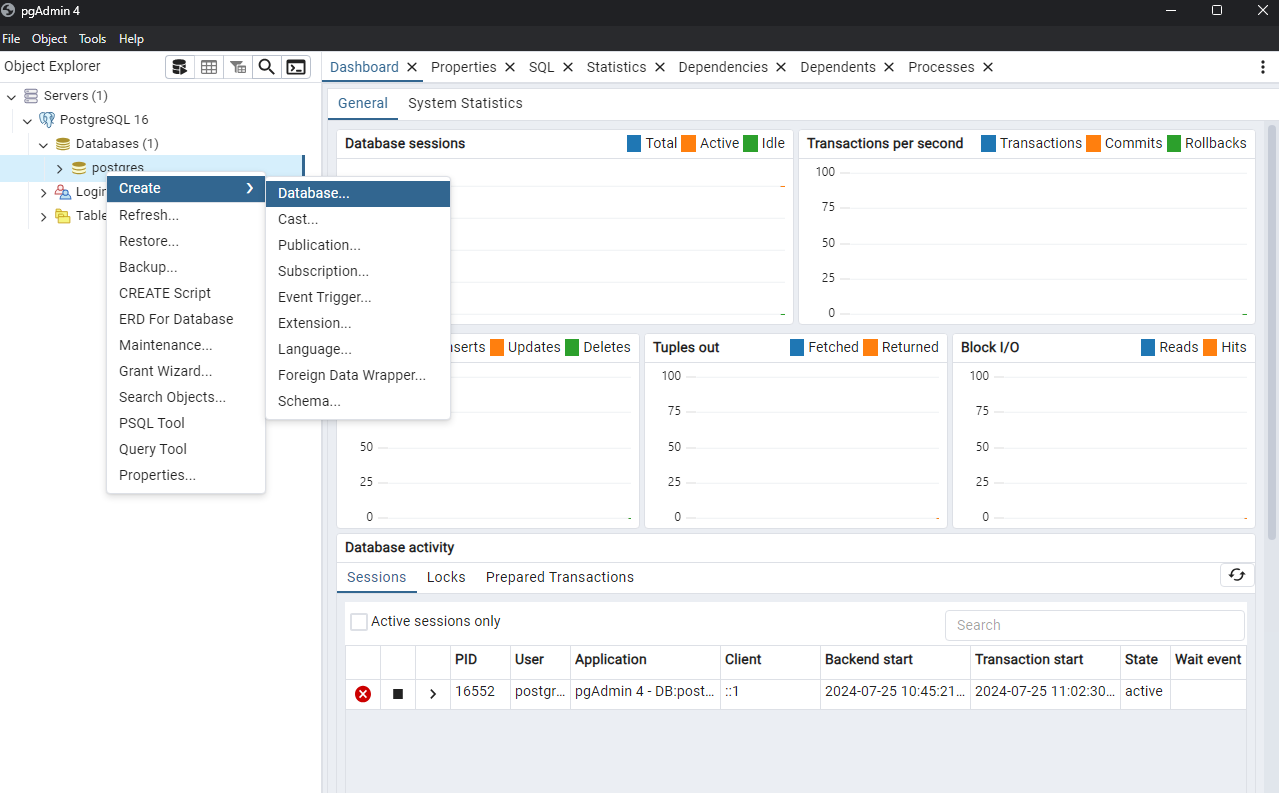 pgAdmin 4
File Object Tools Help
Object Explorer
Dashboard Properties SQL Statistics Dependencies Dependents Processes
Servers (1)
PostgreSQL 16
Databases (1)
postgres
Login
Table
Create
Refresh...
Restore...
Backup...
CREATE Script
ERD For Database
Maintenance...
Grant Wizard...
Search Objects...
PSQL Tool
Query Tool
Properties...
Database...
Cast...
Publication...
Subscription...
Event Trigger...
Extension...
Language...
Foreign Data Wrapper...
Schema...
General System Statistics
Database sessions Total Active Idle
Transactions per second Transactions Commits Rollbacks
100
75
50
25
0
Updates Deletes
50
25
0
Tuples out Fetched Returned
100
75
50
25
0
Block I/O Reads Hits
100
75
50
25
0
Database activity
Sessions Locks Prepared Transactions
Active sessions only Search
PID User Application Client Backend start Transaction start State Wait event
16552 postgr... pgAdmin 4 - DB:post... ::1 2024-07-25 10:45:21... 2024-07-25 11:02:30... active